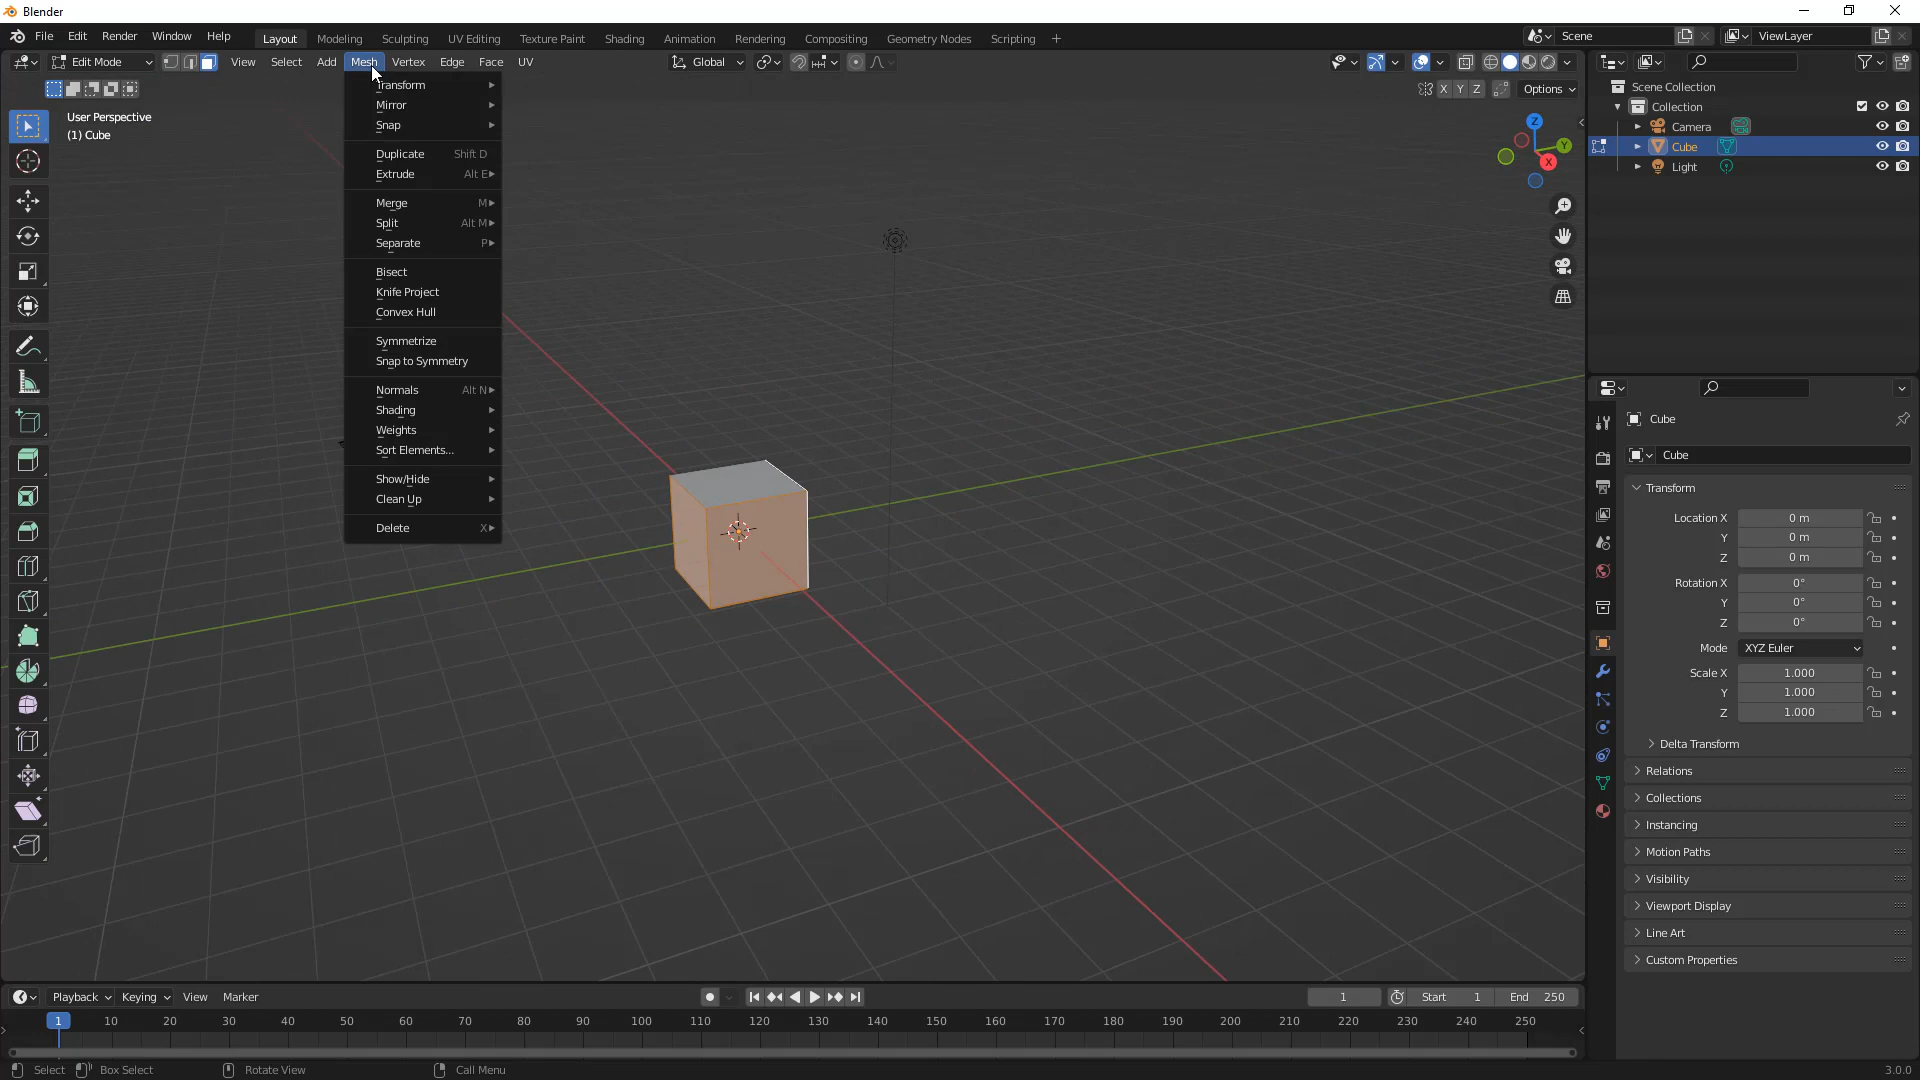 Blender
File Edit Render Window Help Layout Modeling Sculpting UV Editing Texture Paint Shading Animation Rendering Compositing Geometry Nodes Scripting + Scene ViewLayer
Edit Mode View Select Add Mesh Vertex Edge Face UV Global
X Y Z Options
User Perspective
(1) Cube
Transform
Mirror
Snap
Duplicate Shift D
Extrude Alt E
Merge M
Split Alt M
Separate P
Bisect
Knife Project
Convex Hull
Symmetrize
Snap to Symmetry
Normals Alt N
Shading
Weights
Sort Elements...
Show/Hide
Clean Up
Delete X
Z
Y
X
Scene Collection
Collection
Camera
Cube
Light
Cube
Cube
Transform
Location X 0 m
Y 0 m
Z 0 m
Rotation X 0°
Y 0°
Z 0°
Mode XYZ Euler
Scale X 1.000
Y 1.000
Z 1.000
Delta Transform
Relations
Collections
Instancing
Motion Paths
Visibility
Viewport Display
Line Art
Custom Properties
Playback Keying View Marker 1 Start 1 End 250
1 10 20 30 40 50 60 70 80 90 100 110 120 130 140 150 160 170 180 190 200 210 220 230 240 250
Select Box Select Rotate View Call Menu 3.0.0